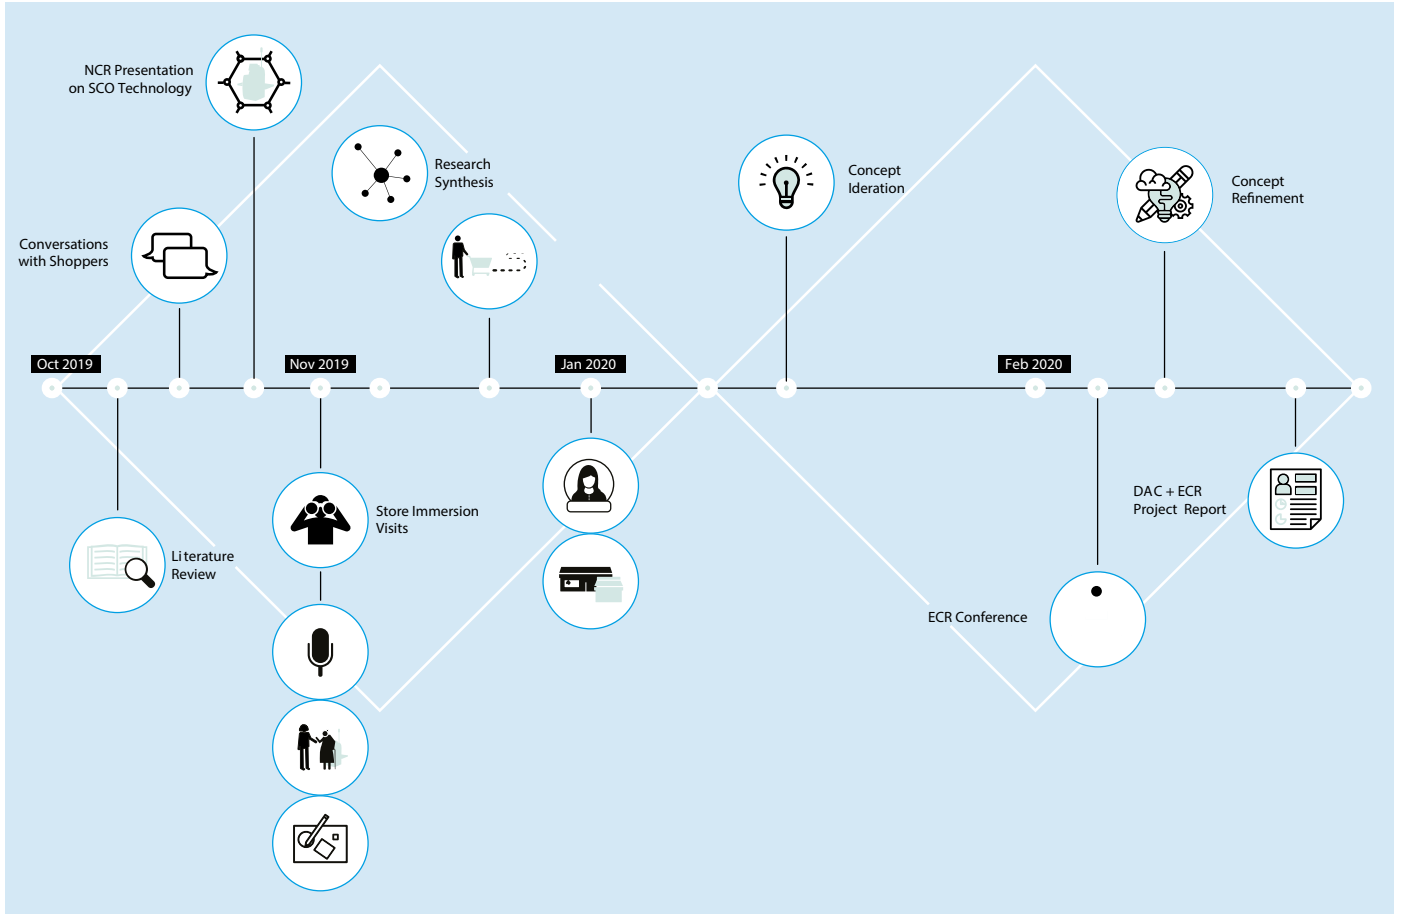 NCR Presentation
on SCO Technology
Research
Synthesis
Concept
Ideration
Concept
Refinement
Conversations
with Shoppers
Oct 2019
Nov 2019
Jan 2020
Feb 2020
Store Immersion
Visits
DAC + ECR
Project Report
Literature
Review
ECR Conference